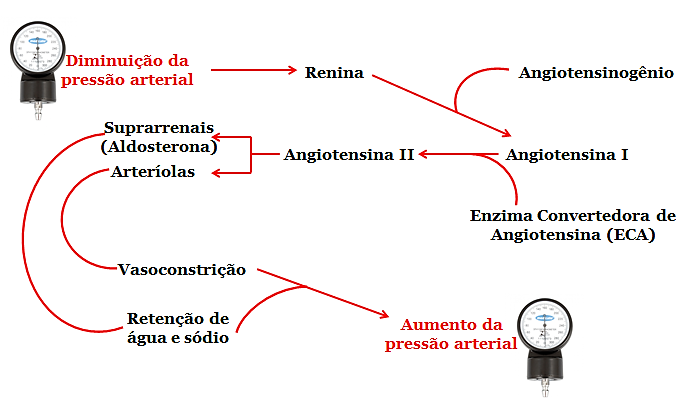 Diminuição da
pressão arterial
Renina
Angiotensinogênio
Suprarrenais
(Aldosterona)
Arteríolas
Angiotensina II
Angiotensina I
Enzima Convertedora de
Angiotensina (ECA)
Vasoconstrição
Retenção de
água e sódio
Aumento da
pressão arterial